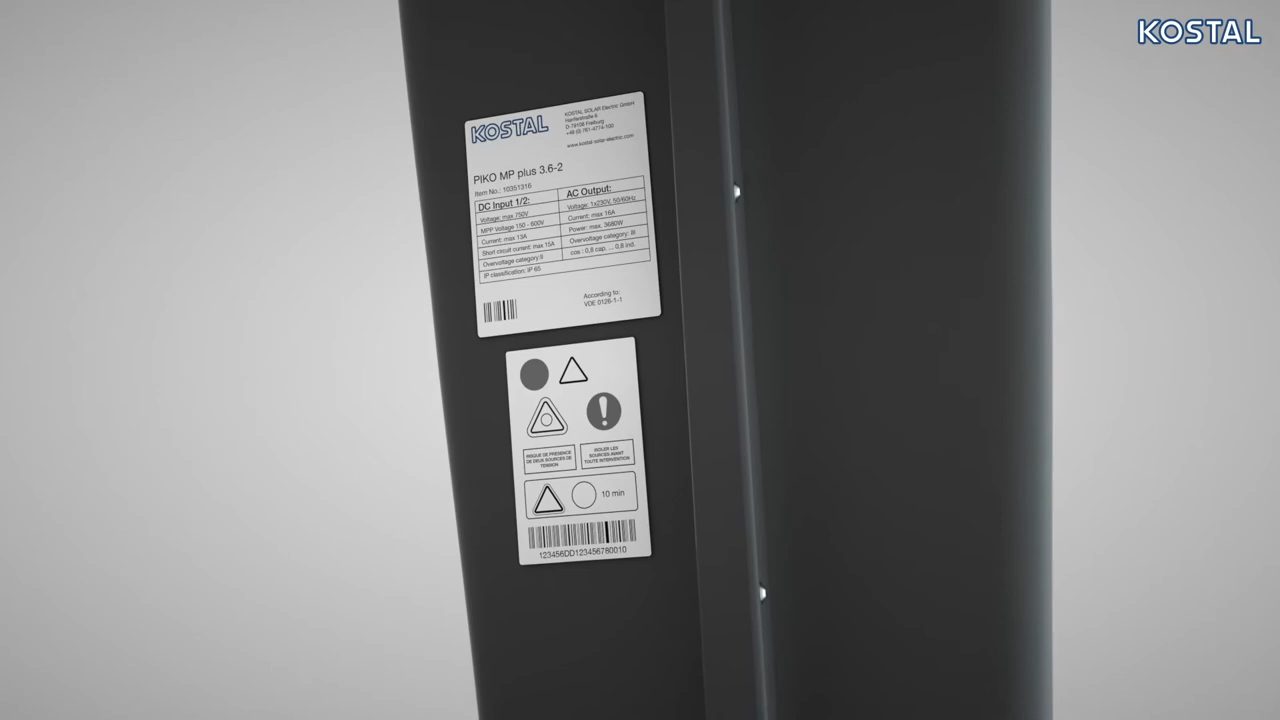 KOSTAL
KOSTAL
KOSTAL SOLAR Electric GmbH
Hanferstraße 6
D-79108 Freiburg
+49 (0) 761-4774-100
www.kostal-solar-electric.com
PIKO MP plus 3.6-2
Item No.: 10351316
DC Input 1/2:
Voltage: max 750V
MPP Voltage 150 - 600V
Current: max 13A
Short circuit current: max 15A
Overvoltage category:II
IP classification: IP 65
AC Output:
Voltage: 1x230V, 50/60Hz
Current: max 16A
Power: max. 3680W
Overvoltage category: III
cos : 0,8 cap. ... 0,8 ind.
According to:
VDE 0126-1-1
RISQUE DE PRESENCE
DE DEUX SOURCES DE
TENSION
ISOLER LES
SOURCES AVANT
TOUTE INTERVENTION
10 min
123456DD123456780010